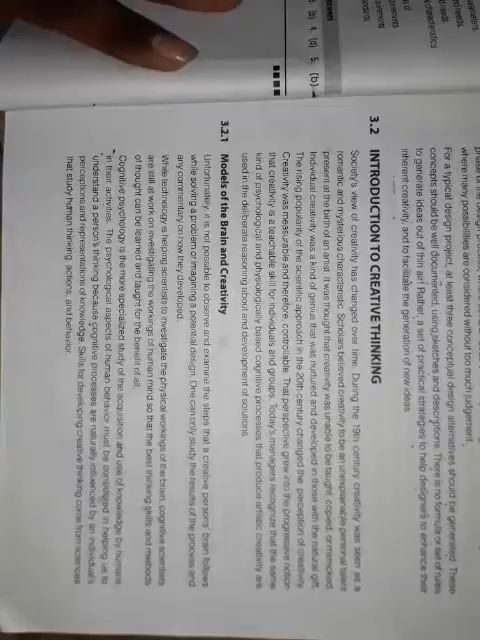 where many possibilities are considered without too much judgement.
For a typical design project, at least three conceptual design alternatives should be generated. These
concepts should be well documented, using sketches and descriptions. There is no formula or set of rules
to generate ideas out of thin air! Rather, a set of practical strategies to help designers to enhance their
inherent creativity, and to facilitate the generation of new ideas.
3.2 INTRODUCTION TO CREATIVE THINKING
Society's view of creativity has changed over time. During the 19th century creativity was seen as a
romantic and mysterious characteristic. Scholars believed creativity to be an unexplainable personal talent
present at the birth of an artist. It was thought that creativity was unable to be taught, copied, or mimicked.
Individual creativity was a kind of genius that was nurtured and developed in those with the natural gift.
The rising popularity of the scientific approach in the 20th century changed the perception of creativity.
Creativity was measurable and therefore, controllable. That perspective grew into the progressive notion
that creativity is a teachable skill for individuals and groups. Today's managers recognize that the same
kind of psychological and physiologically based cognitive processes that produce artistic creativity are
used in the deliberate reasoning about and development of solutions.
3.2.1 Models of the Brain and Creativity
Unfortunately, it is not possible to observe and examine the steps that a creative persons' brain follows
while solving a problem or imagining a potential design. One can only study the results of the process and
any commentary on how they developed.
While technology is helping scientists to investigate the physical workings of the brain, cognitive scientists
are still at work on investigating the workings of human mind so that the best thinking skills and methods
of thought can be learned and taught for the benefit of all.
Cognitive psychology is the more specialized study of the acquisition and use of knowledge by humans
in their activities. The psychological aspects of human behavior must be considered in helping us to
understand a person's thinking because cognitive processes are naturally influenced by an individual's
perceptions and representations of knowledge. Skills for developing creative thinking come from sciences
that study human thinking, actions, and behavior.
(b) 4. (d) 5. (b)